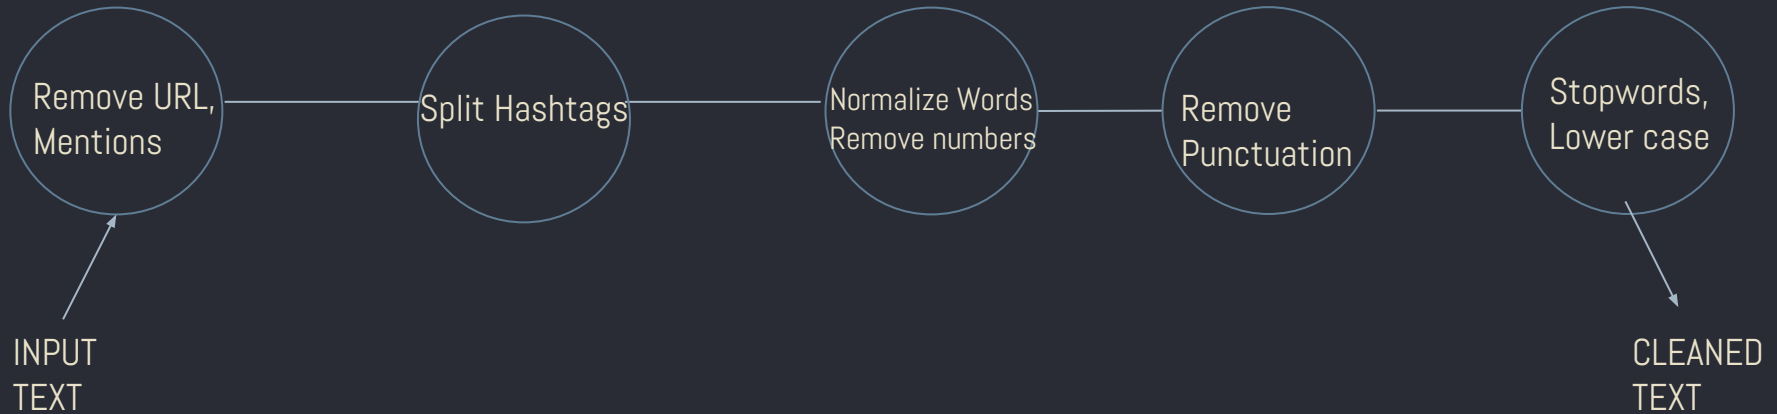 Remove URL,
Mentions
Split Hashtags
Normalize Words
Remove numbers
Remove
Punctuation
Stopwords,
Lower case
INPUT
TEXT
CLEANED
TEXT